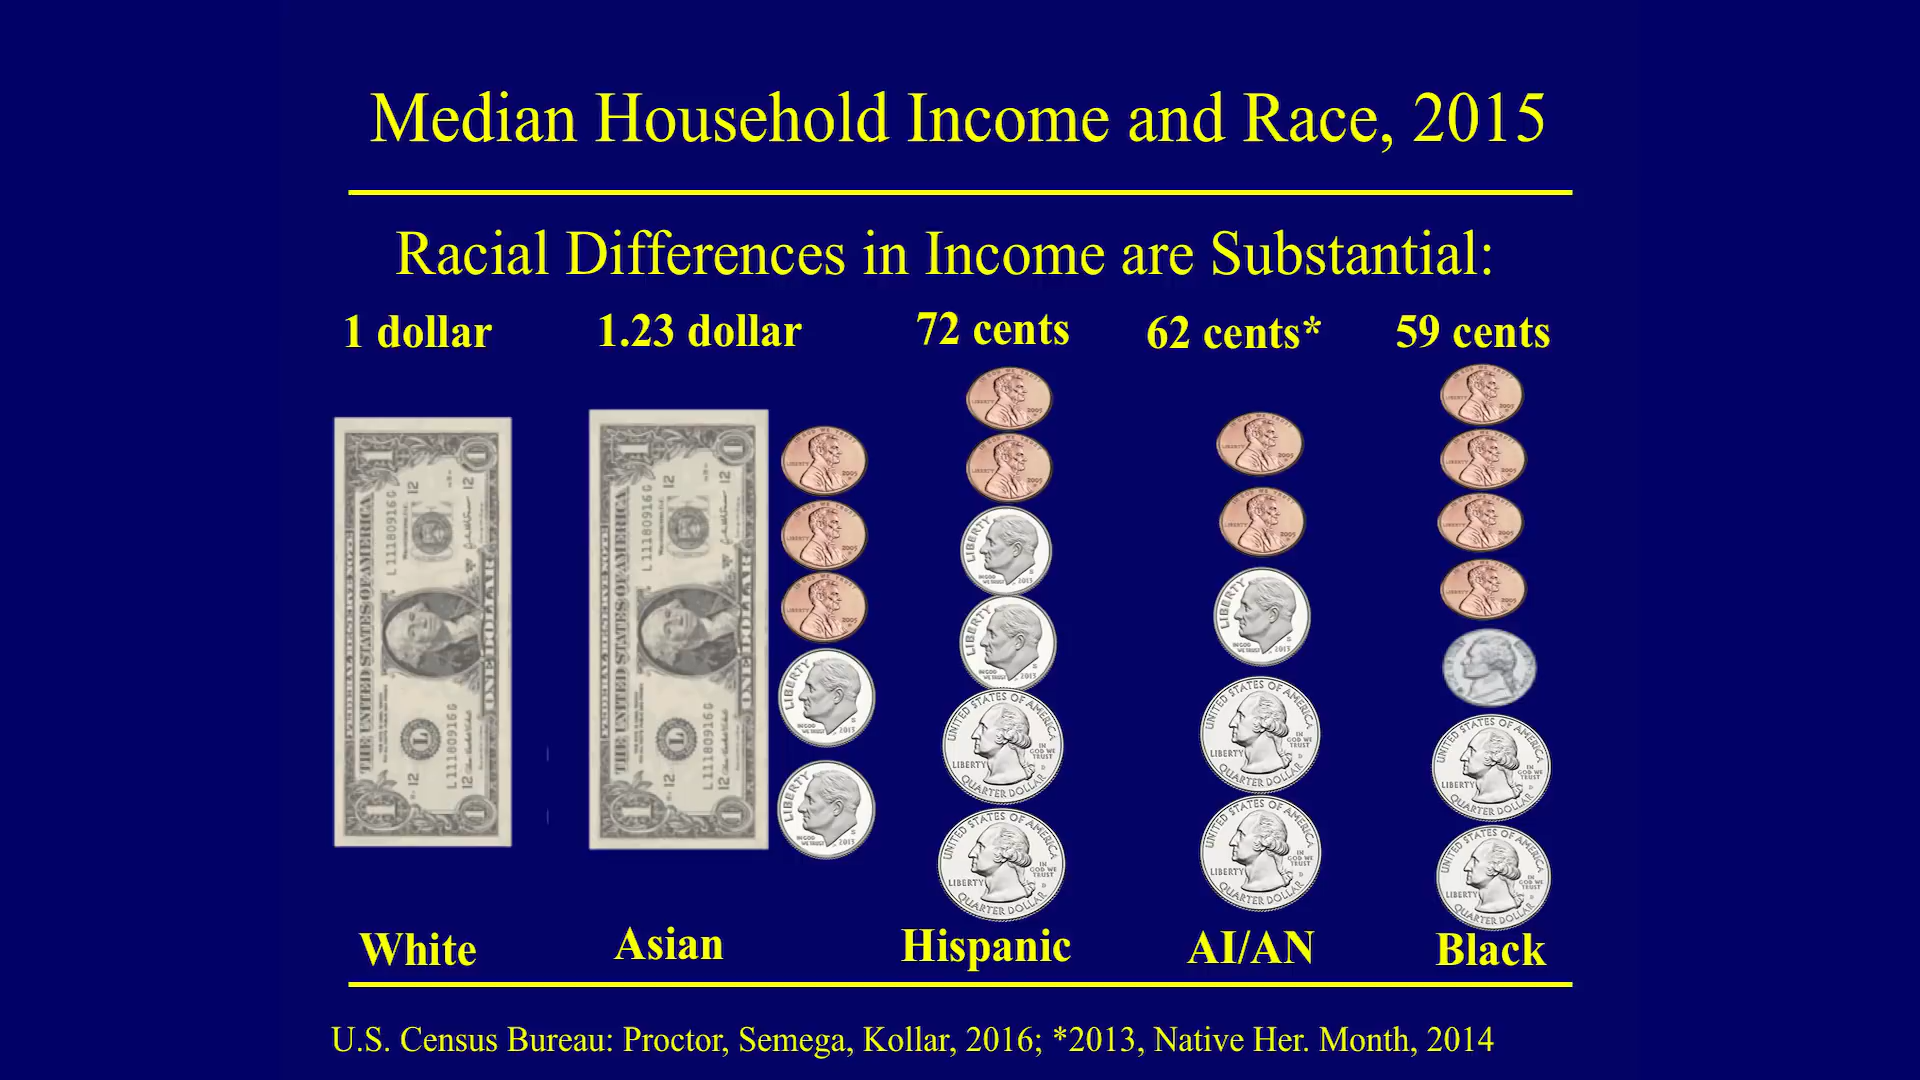 Median Household Income and Race, 2015
Racial Differences in Income are Substantial:
1 dollar
1.23 dollar
72 cents
62 cents*
59 cents
White
Asian
Hispanic
AI/AN
Black
U.S. Census Bureau: Proctor, Semega, Kollar, 2016; *2013, Native Her. Month, 2014